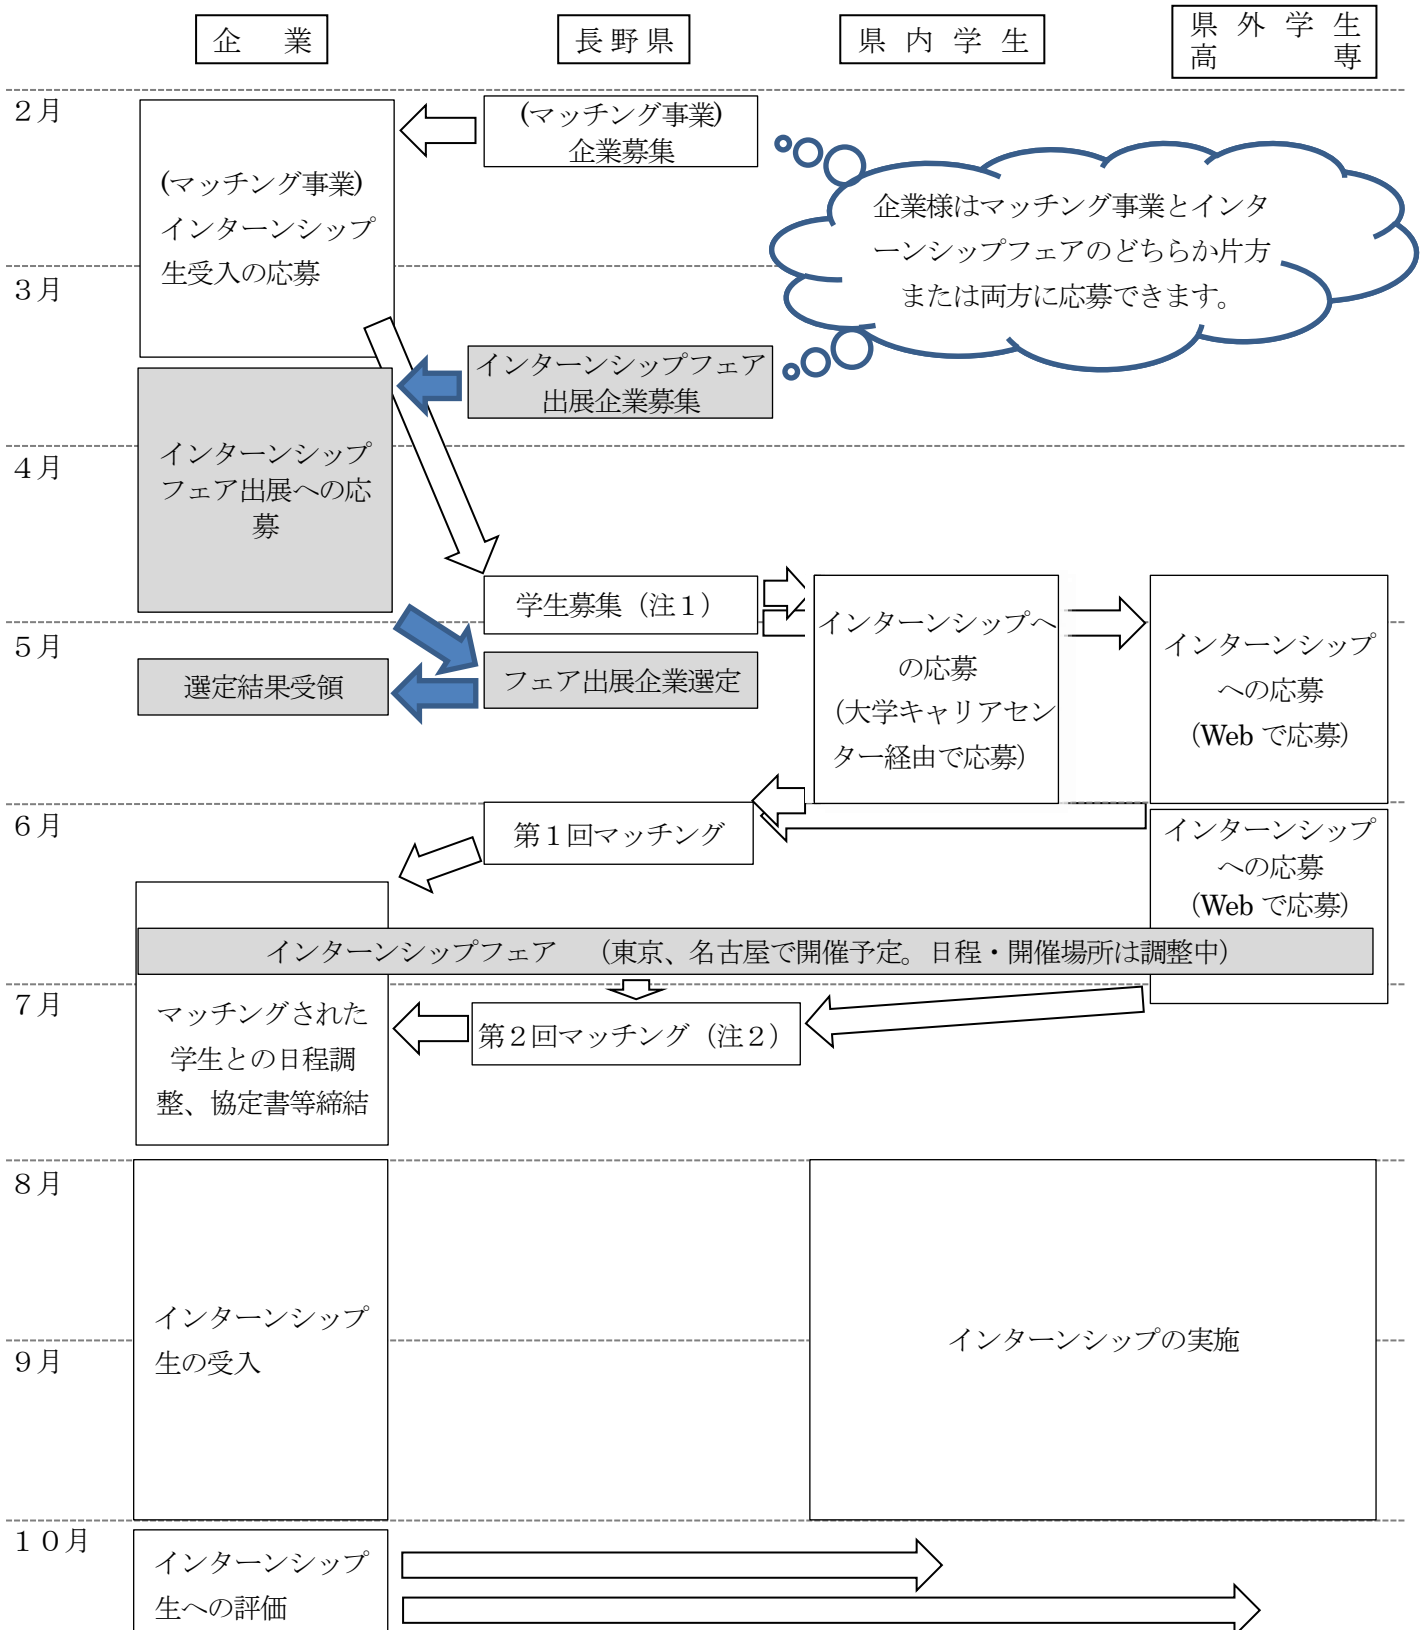 企　業
長野県
県内学生
県外学生
高専
２月
(マッチング事業)
インターンシップ
生受入の応募
(マッチング事業)
企業募集
企業様はマッチング事業とインタ
ーンシップフェアのどちらか片方
または両方に応募できます。
３月
インターンシップフェア
出展企業募集
４月
インターンシップ
フェア出展への応
募
学生募集（注１）
インターンシップへ
の応募
（大学キャリアセン
ター経由で応募）
インターンシップ
への応募
（Web で応募）
５月
選定結果受領
フェア出展企業選定
６月
第１回マッチング
インターンシップ
への応募
（Web で応募）
インターンシップフェア　（東京、名古屋で開催予定。日程・開催場所は調整中）
７月
マッチングされた
学生との日程調
整、協定書等締結
第２回マッチング（注２）
８月
インターンシップ
生の受入
インターンシップの実施
９月
１０月
インターンシップ
生への評価